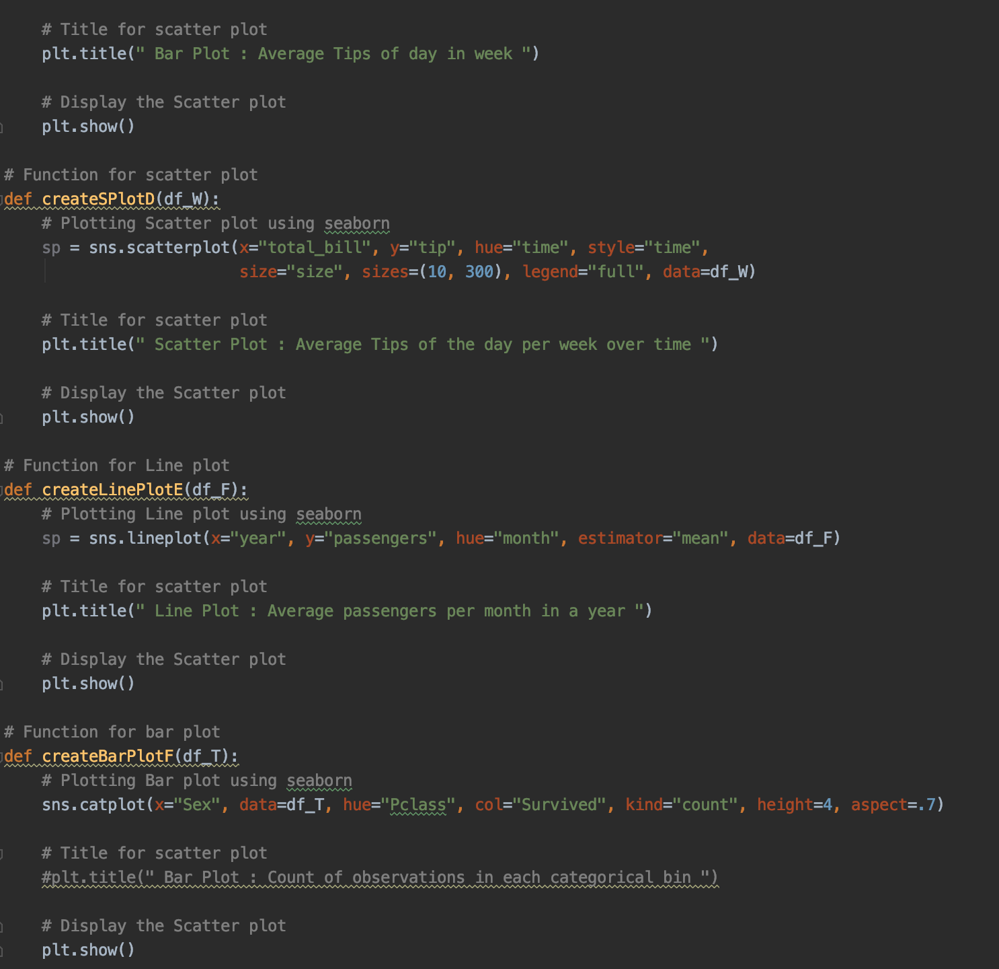 # Title for scatter plot
plt.title(" Bar Plot : Average Tips of day in week ")
# Display the Scatter plot
plt.show()
# Function for scatter plot
def createSPlotD(df_W):
# Plotting Scatter plot using seaborn
sp = sns.scatterplot(x="total_bill", y="tip", hue="time", style="time",
size="size", sizes=(10, 300), legend="full", data=df_W)
# Title for scatter plot
plt.title(" Scatter Plot : Average Tips of the day per week over time ")
# Display the Scatter plot
plt.show()
# Function for Line plot
def createLinePlotE(df_F):
# Plotting Line plot using seaborn
sp = sns.lineplot(x="year", y="passengers", hue="month", estimator="mean", data=df_F)
# Title for scatter plot
plt.title(" Line Plot : Average passengers per month in a year ")
# Display the Scatter plot
plt.show()
# Function for bar plot
def createBarPlotF(df_T):
# Plotting Bar plot using seaborn
sns.catplot(x="Sex", data=df_T, hue="Pclass", col="Survived", kind="count", height=4, aspect=.7)
# Title for scatter plot
#plt.title(" Bar Plot : Count of observations in each categorical bin ")
# Display the Scatter plot
plt.show()